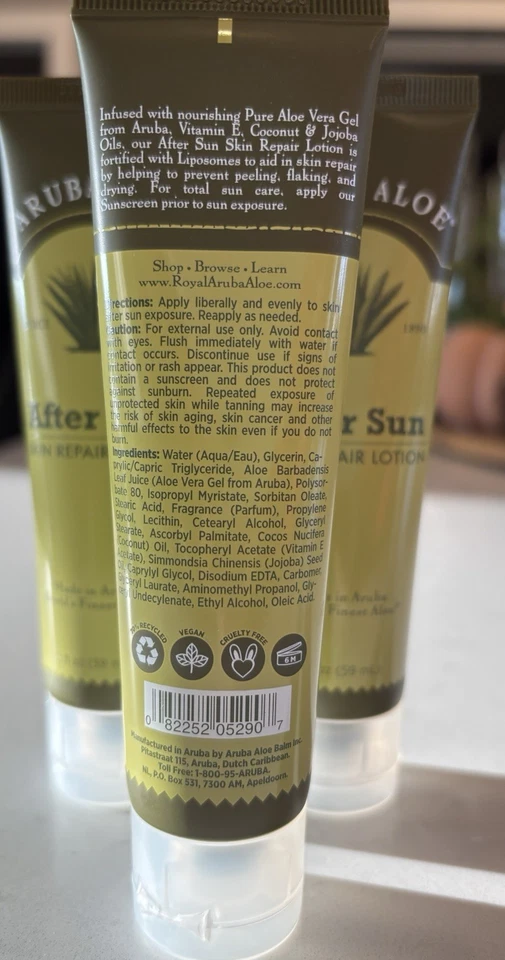 Infused with nourishing Pure Aloe Vera Gel
from Aruba, Vitamin E, Coconut & Jojoba
Oils, our After Sun Skin Repair Lotion is
fortified with Liposomes to aid in skin repair
by helping to prevent peeling, flaking, and
drying. For total sun care, apply our
Sunscreen prior to sun exposure.
Shop • Browse • Learn
www.RoyalArubaAloe.com
Directions: Apply liberally and evenly to skin
after sun exposure. Reapply as needed.
Caution: For external use only. Avoid contact
with eyes. Flush immediately with water if
contact occurs. Discontinue use if signs of
irritation or rash appear. This product does not
contain a sunscreen and does not protect
against sunburn. Repeated exposure of
unprotected skin while tanning may increase
the risk of skin aging, skin cancer and other
harmful effects to the skin even if you do not
burn.
Ingredients: Water (Aqua/Eau), Glycerin, Ca-
prylic/Capric Triglyceride, Aloe Barbadensis
Leaf Juice (Aloe Vera Gel from Aruba), Polysor-
bate 80, Isopropyl Myristate, Sorbitan Oleate,
Stearic Acid, Fragrance (Parfum), Propylene
Glycol, Lecithin, Cetearyl Alcohol, Glyceryl
Stearate, Ascorbyl Palmitate, Cocos Nucifera
(Coconut) Oil, Tocopheryl Acetate (Vitamin E
Acetate), Simmondsia Chinensis (Jojoba) Seed
Oil, Caprylyl Glycol, Disodium EDTA, Carbomer,
Glyceryl Laurate, Aminomethyl Propanol, Gly-
ceryl Undecylenate, Ethyl Alcohol, Oleic Acid.
RECYCLED
VEGAN
CRUELTY FREE
6 M
0 82252 05290 7
Manufactured in Aruba by Aruba Aloe Balm Inc.
Pitastraat 115, Aruba, Dutch Caribbean.
Toll Free: 1-800-95-ARUBA.
NL, P.O. Box 531, 7300 AM, Apeldoorn.
ARUBA
After
SKIN REPAIR
Made in
ALOE
r Sun
AIR LOTION
in Aruba
Finest Aloe
oz (59 mL)